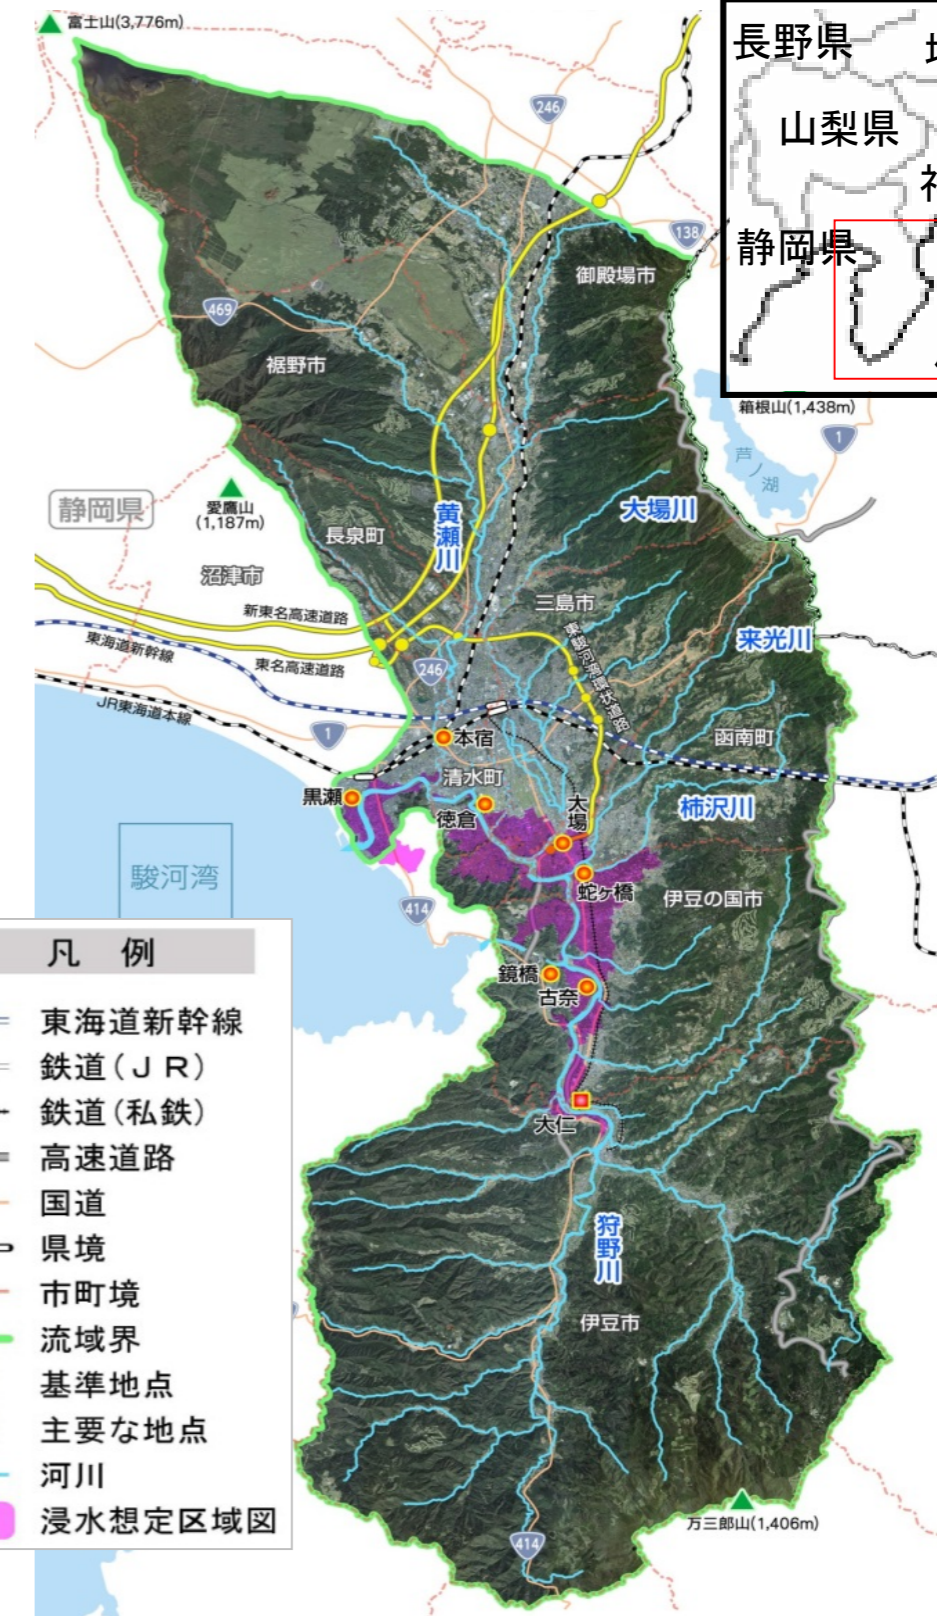 富士山(3,776m)
長野県
山梨県
静岡県
246
138
御殿場市
469
裾野市
箱根山(1,438m)
1
芦ノ湖
静岡県
愛鷹山
(1,187m)
長泉町
黄瀬川
大場川
沼津市
三島市
新東名高速道路
東海道新幹線
東名高速道路
246
東駿河湾環状道路
来光川
JR東海道本線
1
本宿
函南町
清水町
黒瀬
徳倉
大場
柿沢川
駿河湾
蛇ヶ橋
伊豆の国市
414
鏡橋
古奈
大仁
狩野川
伊豆市
万三郎山(1,406m)
414
凡 例
東海道新幹線
鉄道(ＪＲ)
鉄道(私鉄)
高速道路
国道
県境
市町境
流域界
基準地点
主要な地点
河川
浸水想定区域図